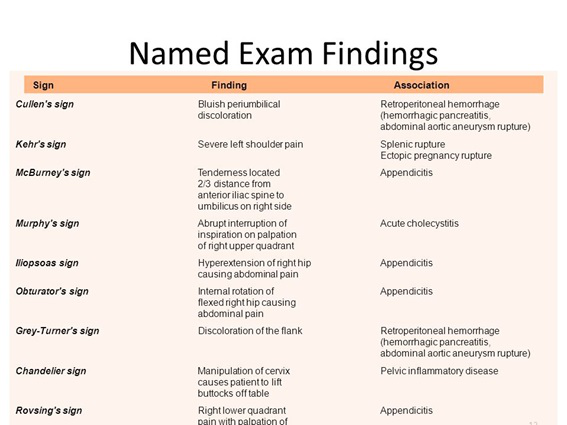 Named Exam Findings
Sign Finding Association
Cullen's sign Bluish periumbilical Retroperitoneal hemorrhage
discoloration (hemorrhagic pancreatitis,
abdominal aortic aneurysm rupture)
Kehr's sign Severe left shoulder pain Splenic rupture
Ectopic pregnancy rupture
McBurney's sign Tenderness located Appendicitis
2/3 distance from
anterior iliac spine to
umbilicus on right side
Murphy's sign Abrupt interruption of Acute cholecystitis
inspiration on palpation
of right upper quadrant
Iliopsoas sign Hyperextension of right hip Appendicitis
causing abdominal pain
Obturator's sign Internal rotation of Appendicitis
flexed right hip causing
abdominal pain
Grey-Turner's sign Discoloration of the flank Retroperitoneal hemorrhage
(hemorrhagic pancreatitis,
abdominal aortic aneurysm rupture)
Chandelier sign Manipulation of cervix Pelvic inflammatory disease
causes patient to lift
buttocks off table
Rovsing's sign Right lower quadrant Appendicitis
pain with palpation of